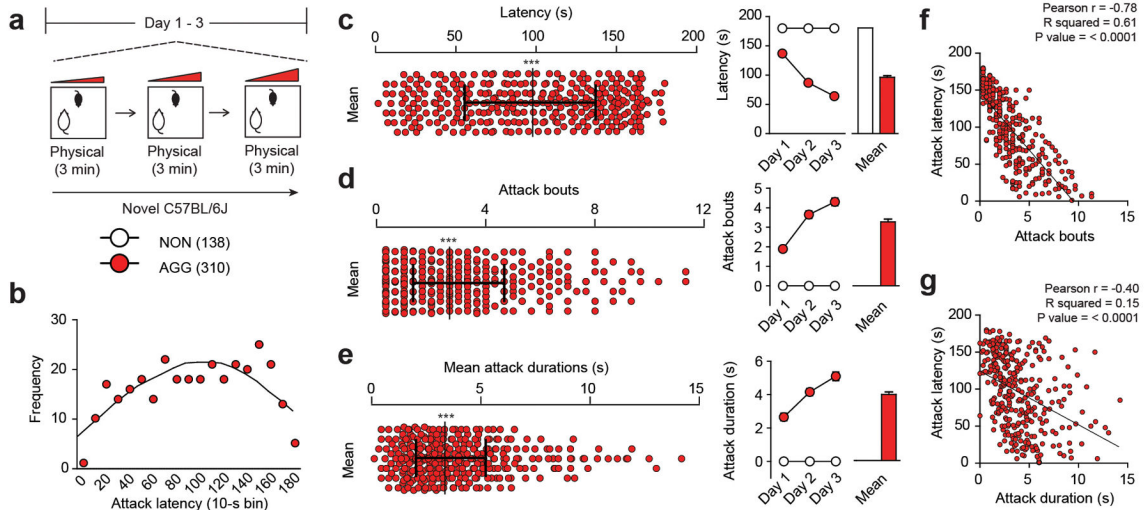 a
Day 1 - 3
Physical
(3 min)
Physical
(3 min)
Physical
(3 min)
Novel C57BL/6J
NON (138)
AGG (310)
b
30
20
10
0
Frequency
0
20
40
60
80
100
120
140
160
180
Attack latency (10-s bin)
c
Latency (s)
0
50
100
150
200
***
Mean
Latency (s)
200
150
100
50
0
Day 1
Day 2
Day 3
Mean
d
Attack bouts
0
4
8
12
***
Mean
Attack bouts
5
4
3
2
1
0
Day 1
Day 2
Day 3
Mean
e
Mean attack durations (s)
0
5
10
15
***
Mean
Attack duration (s)
6
4
2
0
Day 1
Day 2
Day 3
Mean
f
Pearson r = -0.78
R squared = 0.61
P value = < 0.0001
Attack latency (s)
200
150
100
50
0
0
5
10
15
Attack bouts
g
Pearson r = -0.40
R squared = 0.15
P value = < 0.0001
Attack latency (s)
200
150
100
50
0
0
5
10
15
Attack duration (s)